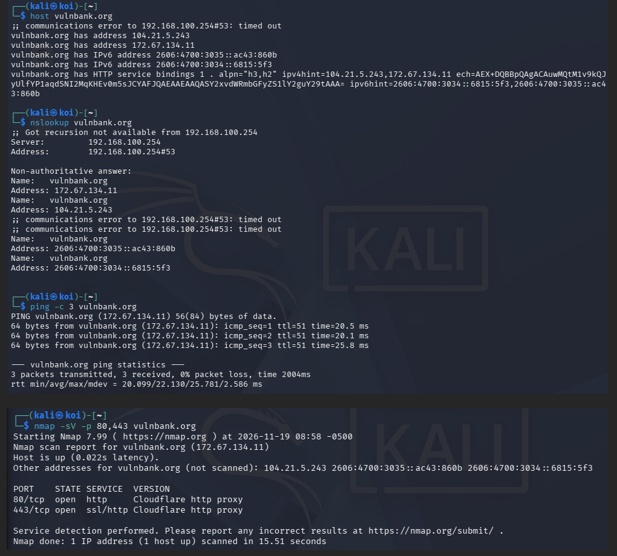 ┌──(kali㉿koi)-[~]
└─$ host vulnbank.org
;; communications error to 192.168.100.254#53: timed out
vulnbank.org has address 104.21.5.243
vulnbank.org has address 172.67.134.11
vulnbank.org has IPv6 address 2606:4700:3035::ac43:860b
vulnbank.org has IPv6 address 2606:4700:3034::6815:5f3
vulnbank.org has HTTP service bindings 1 . alpn="h3,h2" ipv4hint=104.21.5.243,172.67.134.11 ech=AEX+DQBBpQAgACAuwMQtM1v9kQJ
yUlfYP1aqdSNI2MqKHEv0m5sJCYAFJQAEAAEAAQASY2xvdWRmbGFyZS1lY2guY29tAAA= ipv6hint=2606:4700:3034::6815:5f3,2606:4700:3035::ac4
3:860b
┌──(kali㉿koi)-[~]
└─$ nslookup vulnbank.org
;; Got recursion not available from 192.168.100.254
Server: 192.168.100.254
Address: 192.168.100.254#53
Non-authoritative answer:
Name: vulnbank.org
Address: 172.67.134.11
Name: vulnbank.org
Address: 104.21.5.243
;; communications error to 192.168.100.254#53: timed out
;; communications error to 192.168.100.254#53: timed out
Name: vulnbank.org
Address: 2606:4700:3035::ac43:860b
Name: vulnbank.org
Address: 2606:4700:3034::6815:5f3
KALI
┌──(kali㉿koi)-[~]
└─$ ping -c 3 vulnbank.org
PING vulnbank.org (172.67.134.11) 56(84) bytes of data.
64 bytes from vulnbank.org (172.67.134.11): icmp_seq=1 ttl=51 time=20.5 ms
64 bytes from vulnbank.org (172.67.134.11): icmp_seq=2 ttl=51 time=20.1 ms
64 bytes from vulnbank.org (172.67.134.11): icmp_seq=3 ttl=51 time=25.8 ms
─── vulnbank.org ping statistics ───
3 packets transmitted, 3 received, 0% packet loss, time 2004ms
rtt min/avg/max/mdev = 20.099/22.130/25.781/2.586 ms
┌──(kali㉿koi)-[~]
└─$ nmap -sV -p 80,443 vulnbank.org
Starting Nmap 7.99 ( https://nmap.org ) at 2026-11-19 08:58 -0500
Nmap scan report for vulnbank.org (172.67.134.11)
Host is up (0.022s latency).
Other addresses for vulnbank.org (not scanned): 104.21.5.243 2606:4700:3035::ac43:860b 2606:4700:3034::6815:5f3
PORT STATE SERVICE VERSION
80/tcp open http Cloudflare http proxy
443/tcp open ssl/http Cloudflare http proxy
Service detection performed. Please report any incorrect results at https://nmap.org/submit/ .
Nmap done: 1 IP address (1 host up) scanned in 15.51 seconds